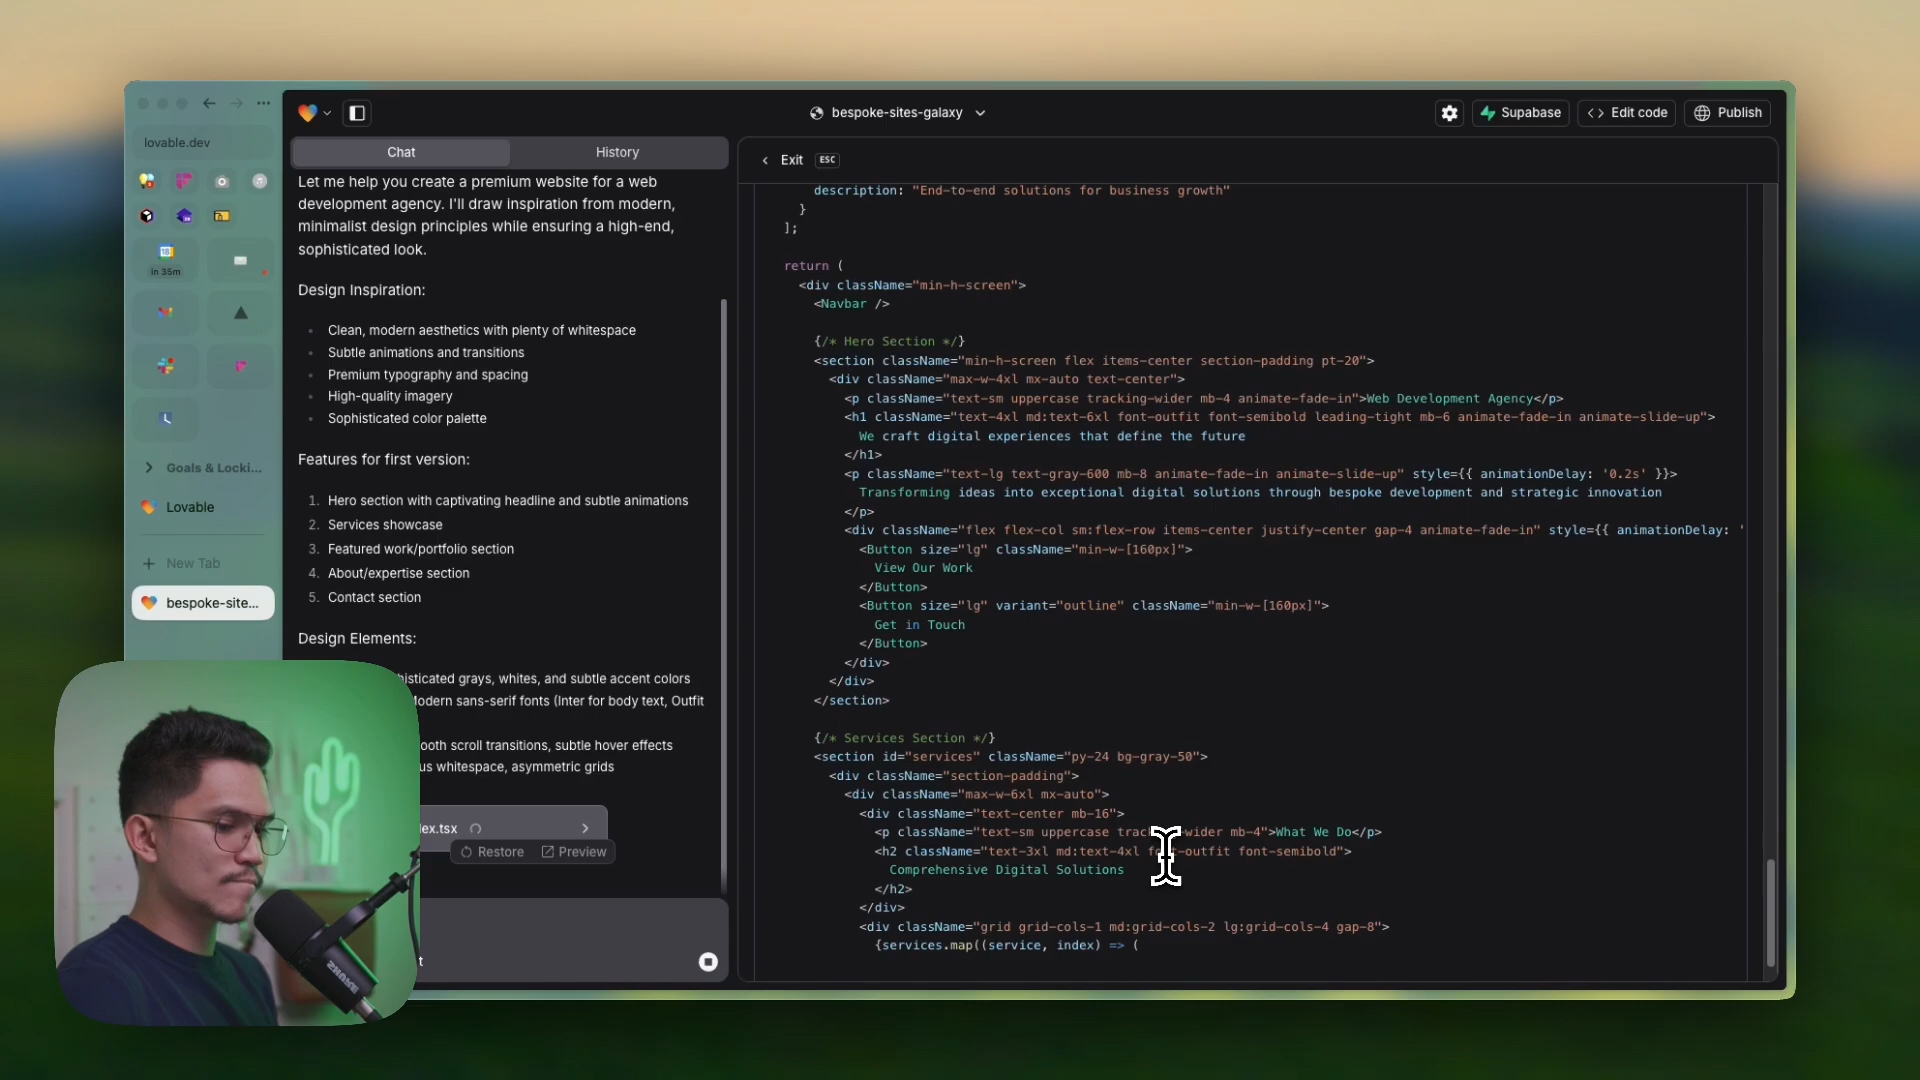 lovable.dev
18
in 35m
Goals & Locki...
Lovable
New Tab
bespoke-site...
bespoke-sites-galaxy
Supabase
Edit code
Publish
Chat
History
Let me help you create a premium website for a web
development agency. I'll draw inspiration from modern,
minimalist design principles while ensuring a high-end,
sophisticated look.
Design Inspiration:
• Clean, modern aesthetics with plenty of whitespace
• Subtle animations and transitions
• Premium typography and spacing
• High-quality imagery
• Sophisticated color palette
Features for first version:
1. Hero section with captivating headline and subtle animations
2. Services showcase
3. Featured work/portfolio section
4. About/expertise section
5. Contact section
Design Elements:
sticated grays, whites, and subtle accent colors
odern sans-serif fonts (Inter for body text, Outfit
ooth scroll transitions, subtle hover effects
us whitespace, asymmetric grids
ex.tsx
Restore
Preview
t
Exit
ESC
description: "End-to-end solutions for business growth"
}
];
return (
<div className="min-h-screen">
<Navbar />
{/* Hero Section */}
<section className="min-h-screen flex items-center section-padding pt-20">
<div className="max-w-4xl mx-auto text-center">
<p className="text-sm uppercase tracking-wider mb-4 animate-fade-in">Web Development Agency</p>
<h1 className="text-4xl md:text-6xl font-outfit font-semibold leading-tight mb-6 animate-fade-in animate-slide-up">
We craft digital experiences that define the future
</h1>
<p className="text-lg text-gray-600 mb-8 animate-fade-in animate-slide-up" style={{ animationDelay: '0.2s' }}>
Transforming ideas into exceptional digital solutions through bespoke development and strategic innovation
</p>
<div className="flex flex-col sm:flex-row items-center justify-center gap-4 animate-fade-in" style={{ animationDelay: '
<Button size="lg" className="min-w-[160px]">
View Our Work
</Button>
<Button size="lg" variant="outline" className="min-w-[160px]">
Get in Touch
</Button>
</div>
</div>
</section>
{/* Services Section */}
<section id="services" className="py-24 bg-gray-50">
<div className="section-padding">
<div className="max-w-6xl mx-auto">
<div className="text-center mb-16">
<p className="text-sm uppercase trac -wider mb-4">What We Do</p>
<h2 className="text-3xl md:text-4xl f t-outfit font-semibold">
Comprehensive Digital Solutions
</h2>
</div>
<div className="grid grid-cols-1 md:grid-cols-2 lg:grid-cols-4 gap-8">
{services.map((service, index) => (
SHURE